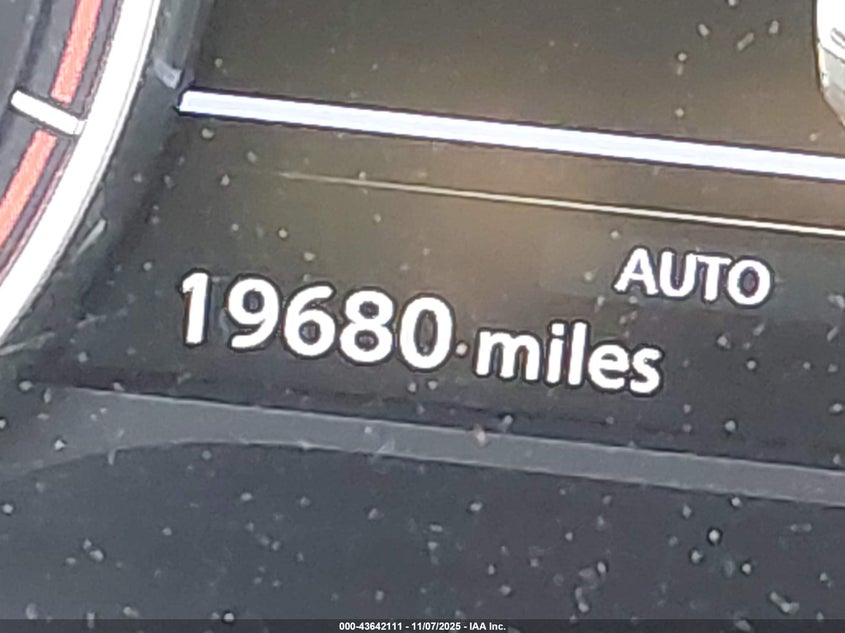 AUTO
19680 miles
000-43642111 - 11/07/2025 - IAA Inc.